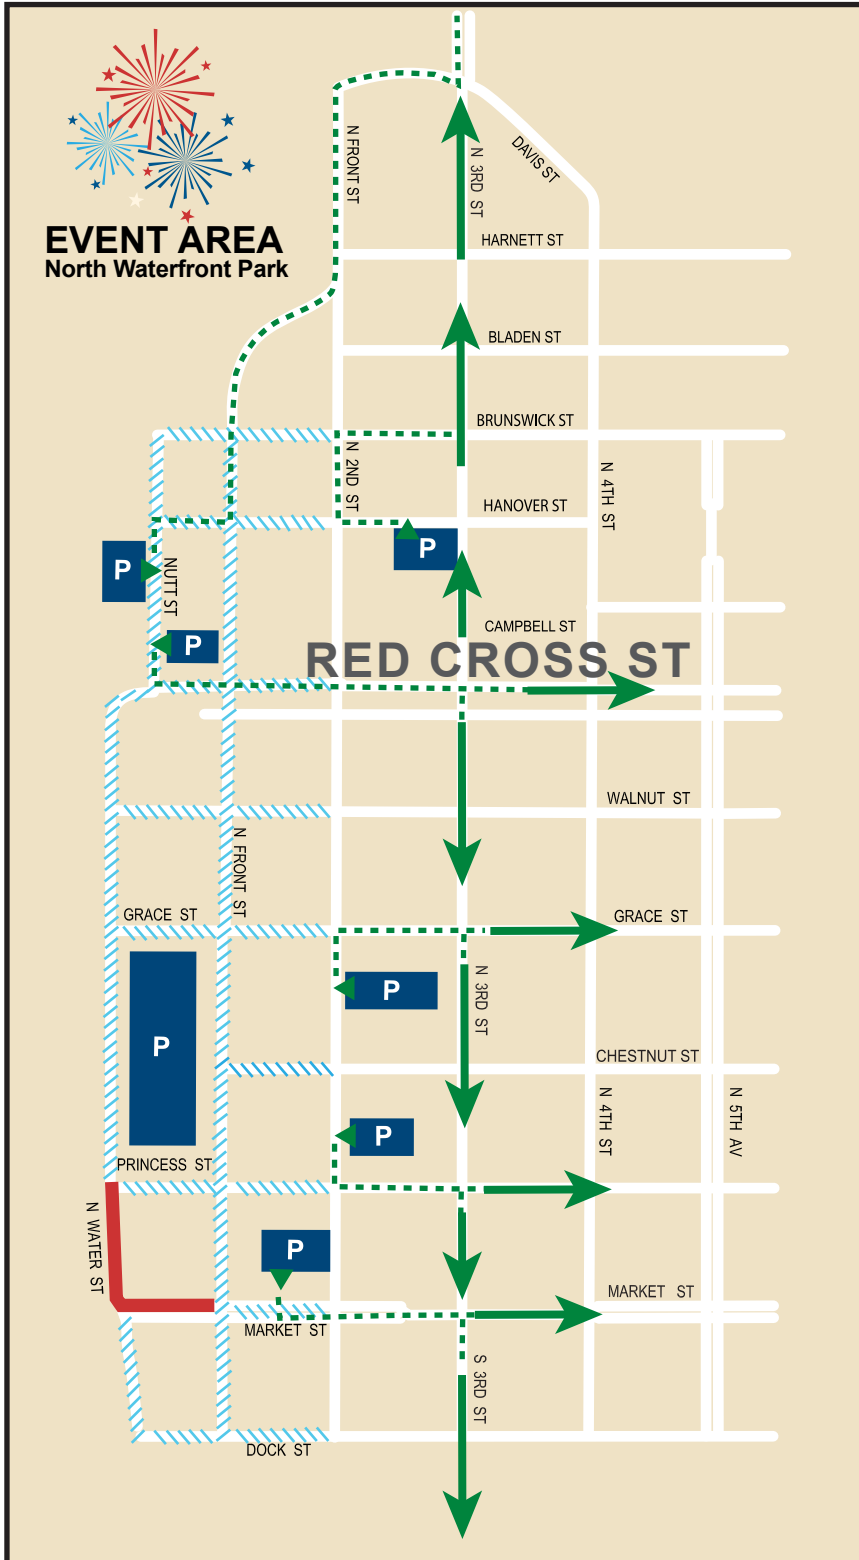 EVENT AREA
North Waterfront Park
N FRONT ST
N 3RD ST
DAVIS ST
HARNETT ST
BLADEN ST
BRUNSWICK ST
N 2ND ST
N 4TH ST
HANOVER ST
P
P
NUTT ST
CAMPBELL ST
P
RED CROSS ST
WALNUT ST
N FRONT ST
GRACE ST
GRACE ST
N 3RD ST
P
P
CHESTNUT ST
N 4TH ST
N 5TH AV
P
PRINCESS ST
N WATER ST
P
MARKET ST
MARKET ST
S 3RD ST
DOCK ST